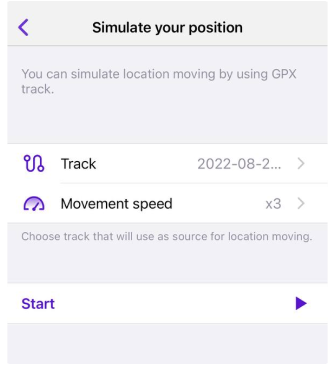 Simulate your position
You can simulate location moving by using GPX
track.
Track 2022-08-2...
Movement speed x3
Choose track that will use as source for location moving.
Start